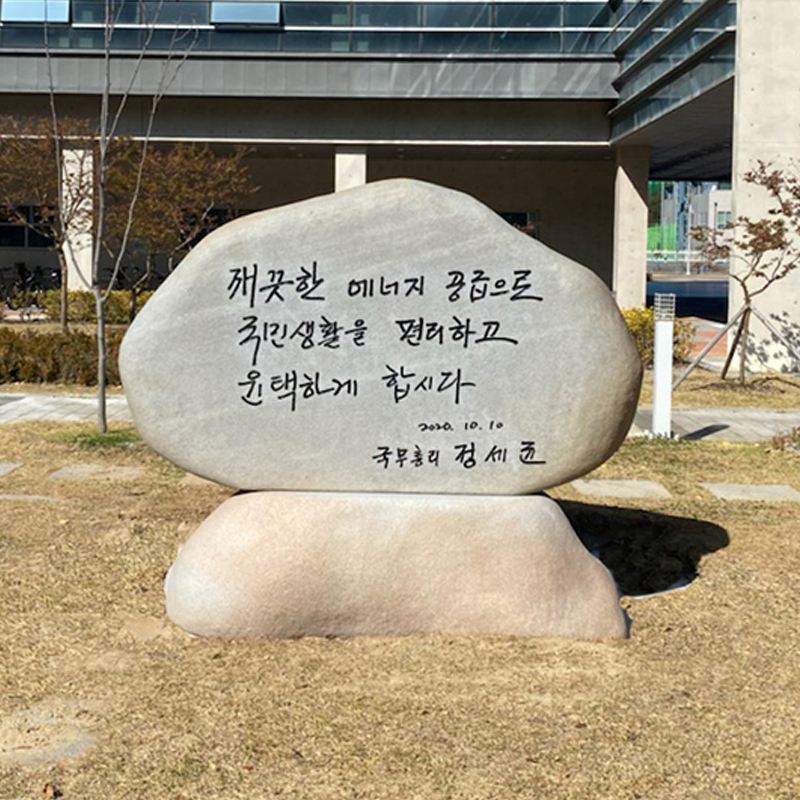 깨끗한 에너지 공급으로
국민생활을 편리하고
윤택하게 합시다
2020. 10. 10
국무총리 정세균